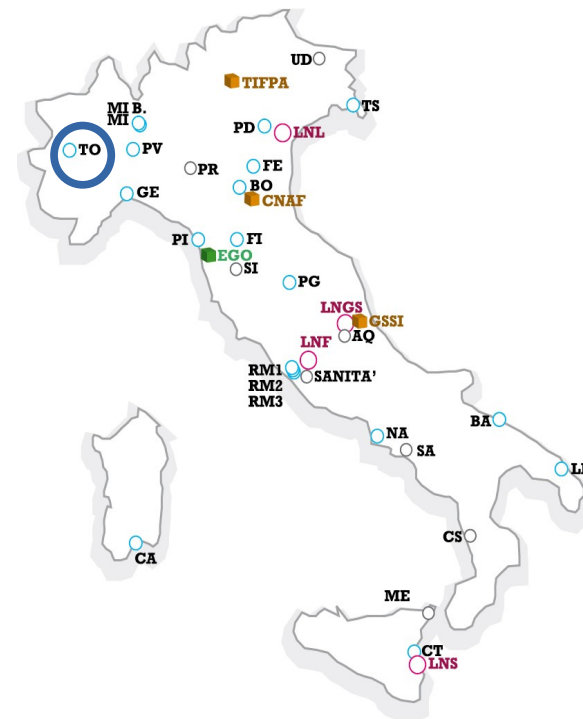 UD
TIFPA
MI B.
TS
MI
PD
LNL
TO
PV
PR
FE
BO
GE
CNAF
PI
FI
EGO
SI
PG
LNGS
GSSI
AQ
LNF
RM1
SANITA'
RM2
RM3
BA
NA
SA
CS
CA
ME
CT
LNS